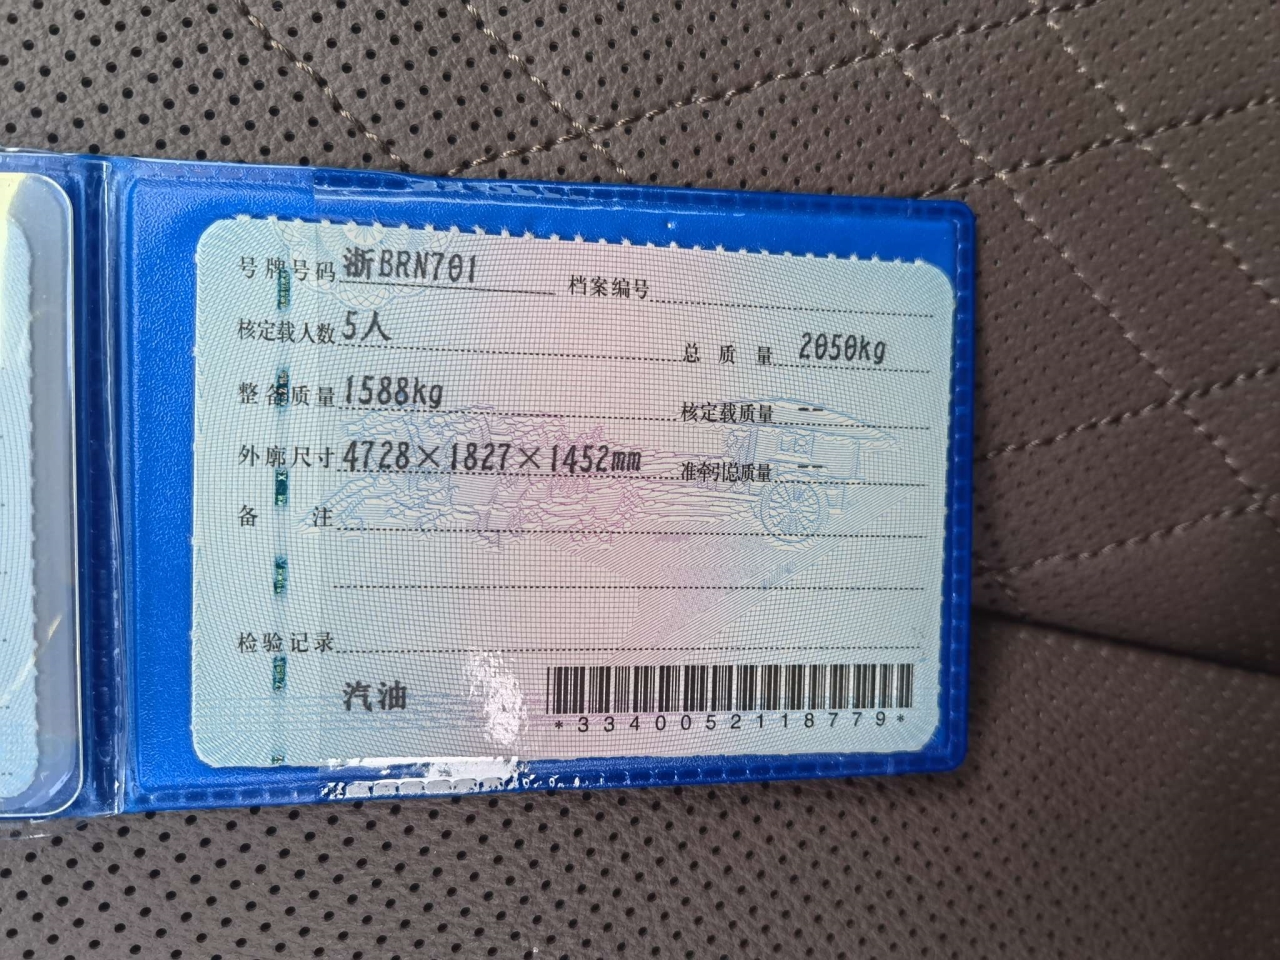 号牌号码 浙BRN701 档案编号
核定载人数 5人 总质量 2050kg
整备质量 1588kg 核定载质量 --
外廓尺寸 4728×1827×1452mm 准牵引总质量 --
备注
检验记录
汽油
*3340052118779*